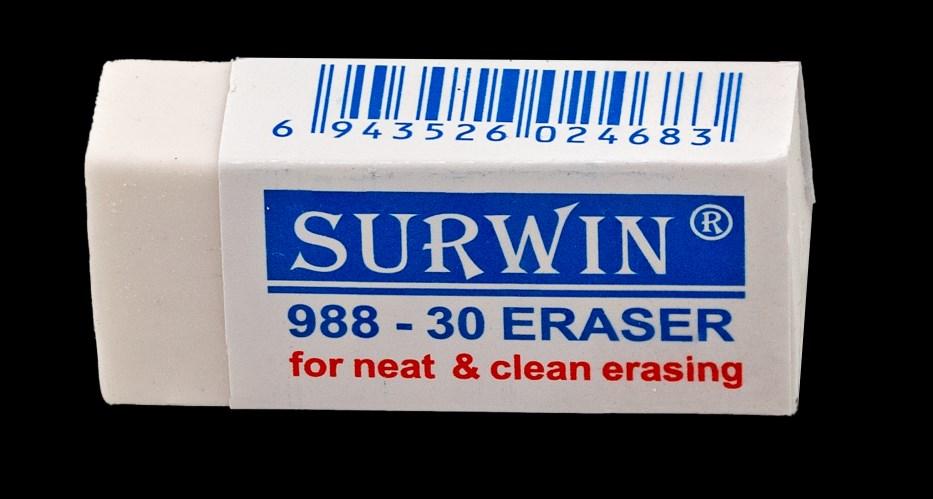 6 943526 024683
SURWIN®
988 - 30 ERASER
for neat & clean erasing